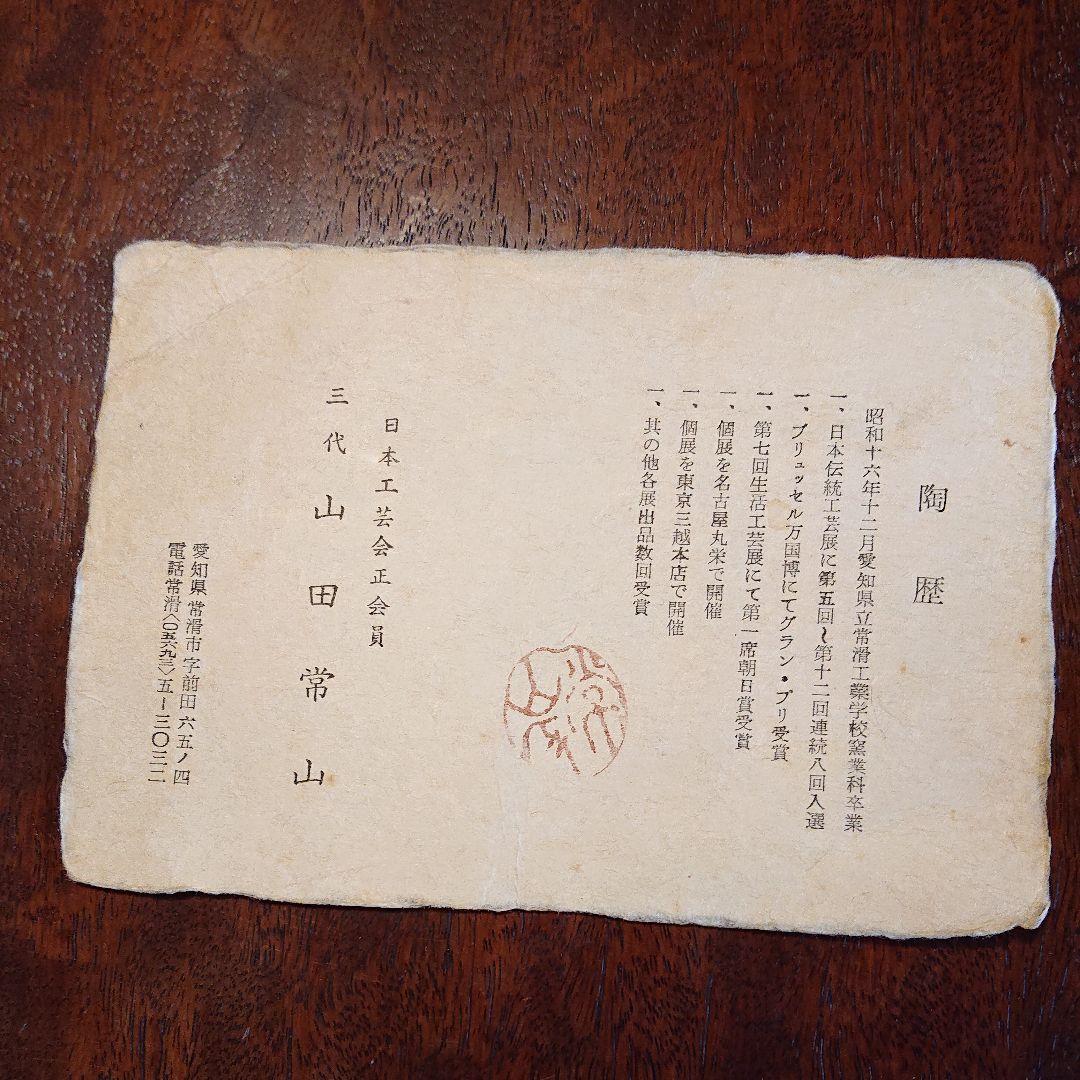 陶歴
昭和十六年十二月愛知県立常滑工業学校窯業科卒業
一、日本伝統工芸展に第五回〜第十二回連続八回入選
一、ブリュッセル万国博にてグラン・プリ受賞
一、第七回生活工芸展にて第一席朝日賞受賞
一、個展を名古屋丸栄で開催
一、個展を東京三越本店で開催
一、其の他各展出品数回受賞
日本工芸会正会員
三代 山田常山
愛知県常滑市字前田六五ノ四
電話常滑〈〇五六九三〉五ー三〇三二